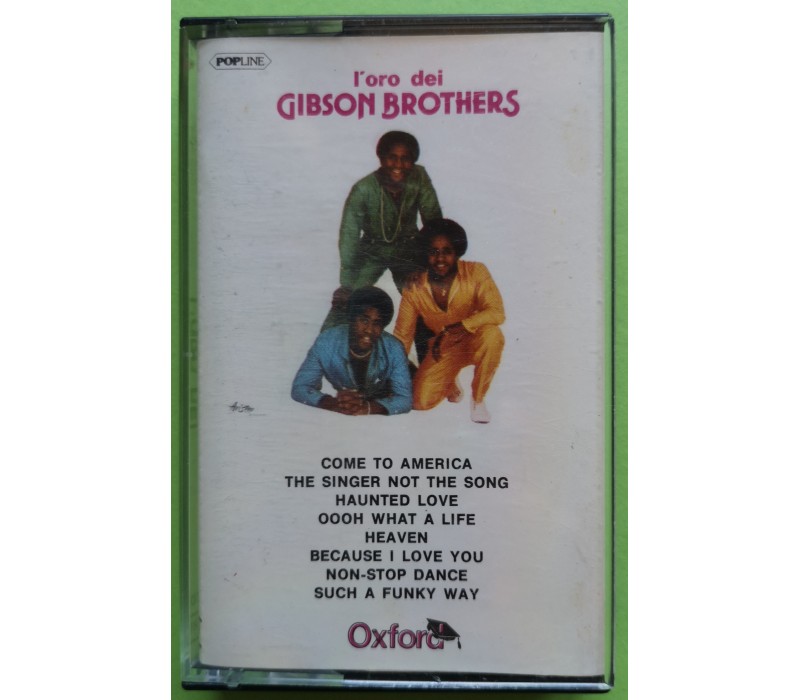 POPLINE
l'oro dei
GIBSON BROTHERS
COME TO AMERICA
THE SINGER NOT THE SONG
HAUNTED LOVE
OOOH WHAT A LIFE
HEAVEN
BECAUSE I LOVE YOU
NON-STOP DANCE
SUCH A FUNKY WAY
Oxford